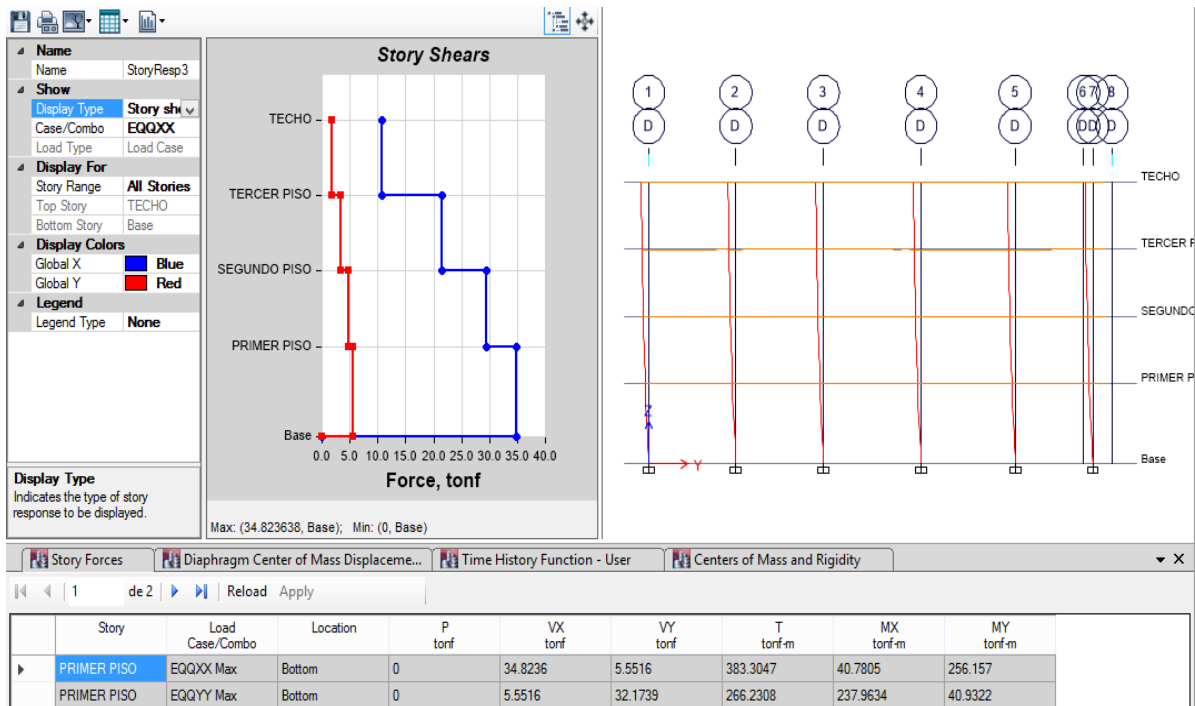 Name
Name StoryResp3
Show
Display Type Story she
Case/Combo EQQXX
Load Type Load Case
Display For
Story Range All Stories
Top Story TECHO
Bottom Story Base
Display Colors
Global X Blue
Global Y Red
Legend
Legend Type None
Display Type
Indicates the type of story
response to be displayed.
Story Shears
TECHO
TERCER PISO
SEGUNDO PISO
PRIMER PISO
Base
0.0 5.0 10.0 15.0 20.0 25.0 30.0 35.0 40.0
Force, tonf
Max: (34.823638, Base); Min: (0, Base)
1 2 3 4 5 6 7 8
D D D D D D D D
TECHO
TERCER P
SEGUNDO
PRIMER P
Base
Z
Y
Story Forces Diaphragm Center of Mass Displaceme... Time History Function - User Centers of Mass and Rigidity
1 de 2 Reload Apply
Story Load Case/Combo Location P tonf VX tonf VY tonf T tonf-m MX tonf-m MY tonf-m
PRIMER PISO EQQXX Max Bottom 0 34.8236 5.5516 383.3047 40.7805 256.157
PRIMER PISO EQQYY Max Bottom 0 5.5516 32.1739 266.2308 237.9634 40.9322